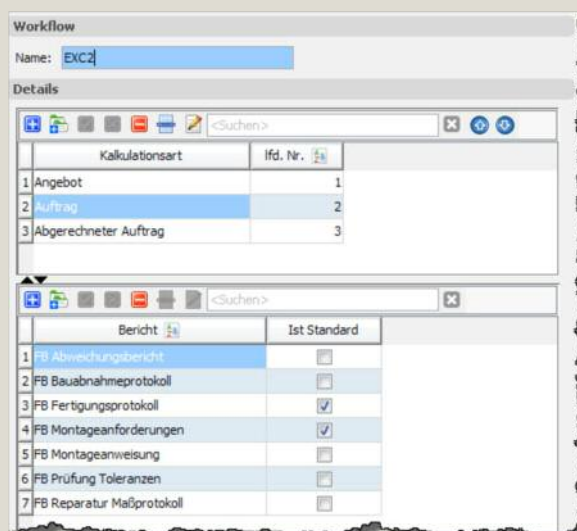 Workflow
Name: EXC2
Details
<Suchen>
Kalkulationsart lfd. Nr.
1 Angebot 1
2 Auftrag 2
3 Abgerechneter Auftrag 3
<Suchen>
Bericht Ist Standard
1 FB Abweichungsbericht
2 FB Bauabnahmeprotokoll
3 FB Fertigungsprotokoll
4 FB Montageanforderungen
5 FB Montageanweisung
6 FB Prüfung Toleranzen
7 FB Reparatur Maßprotokoll